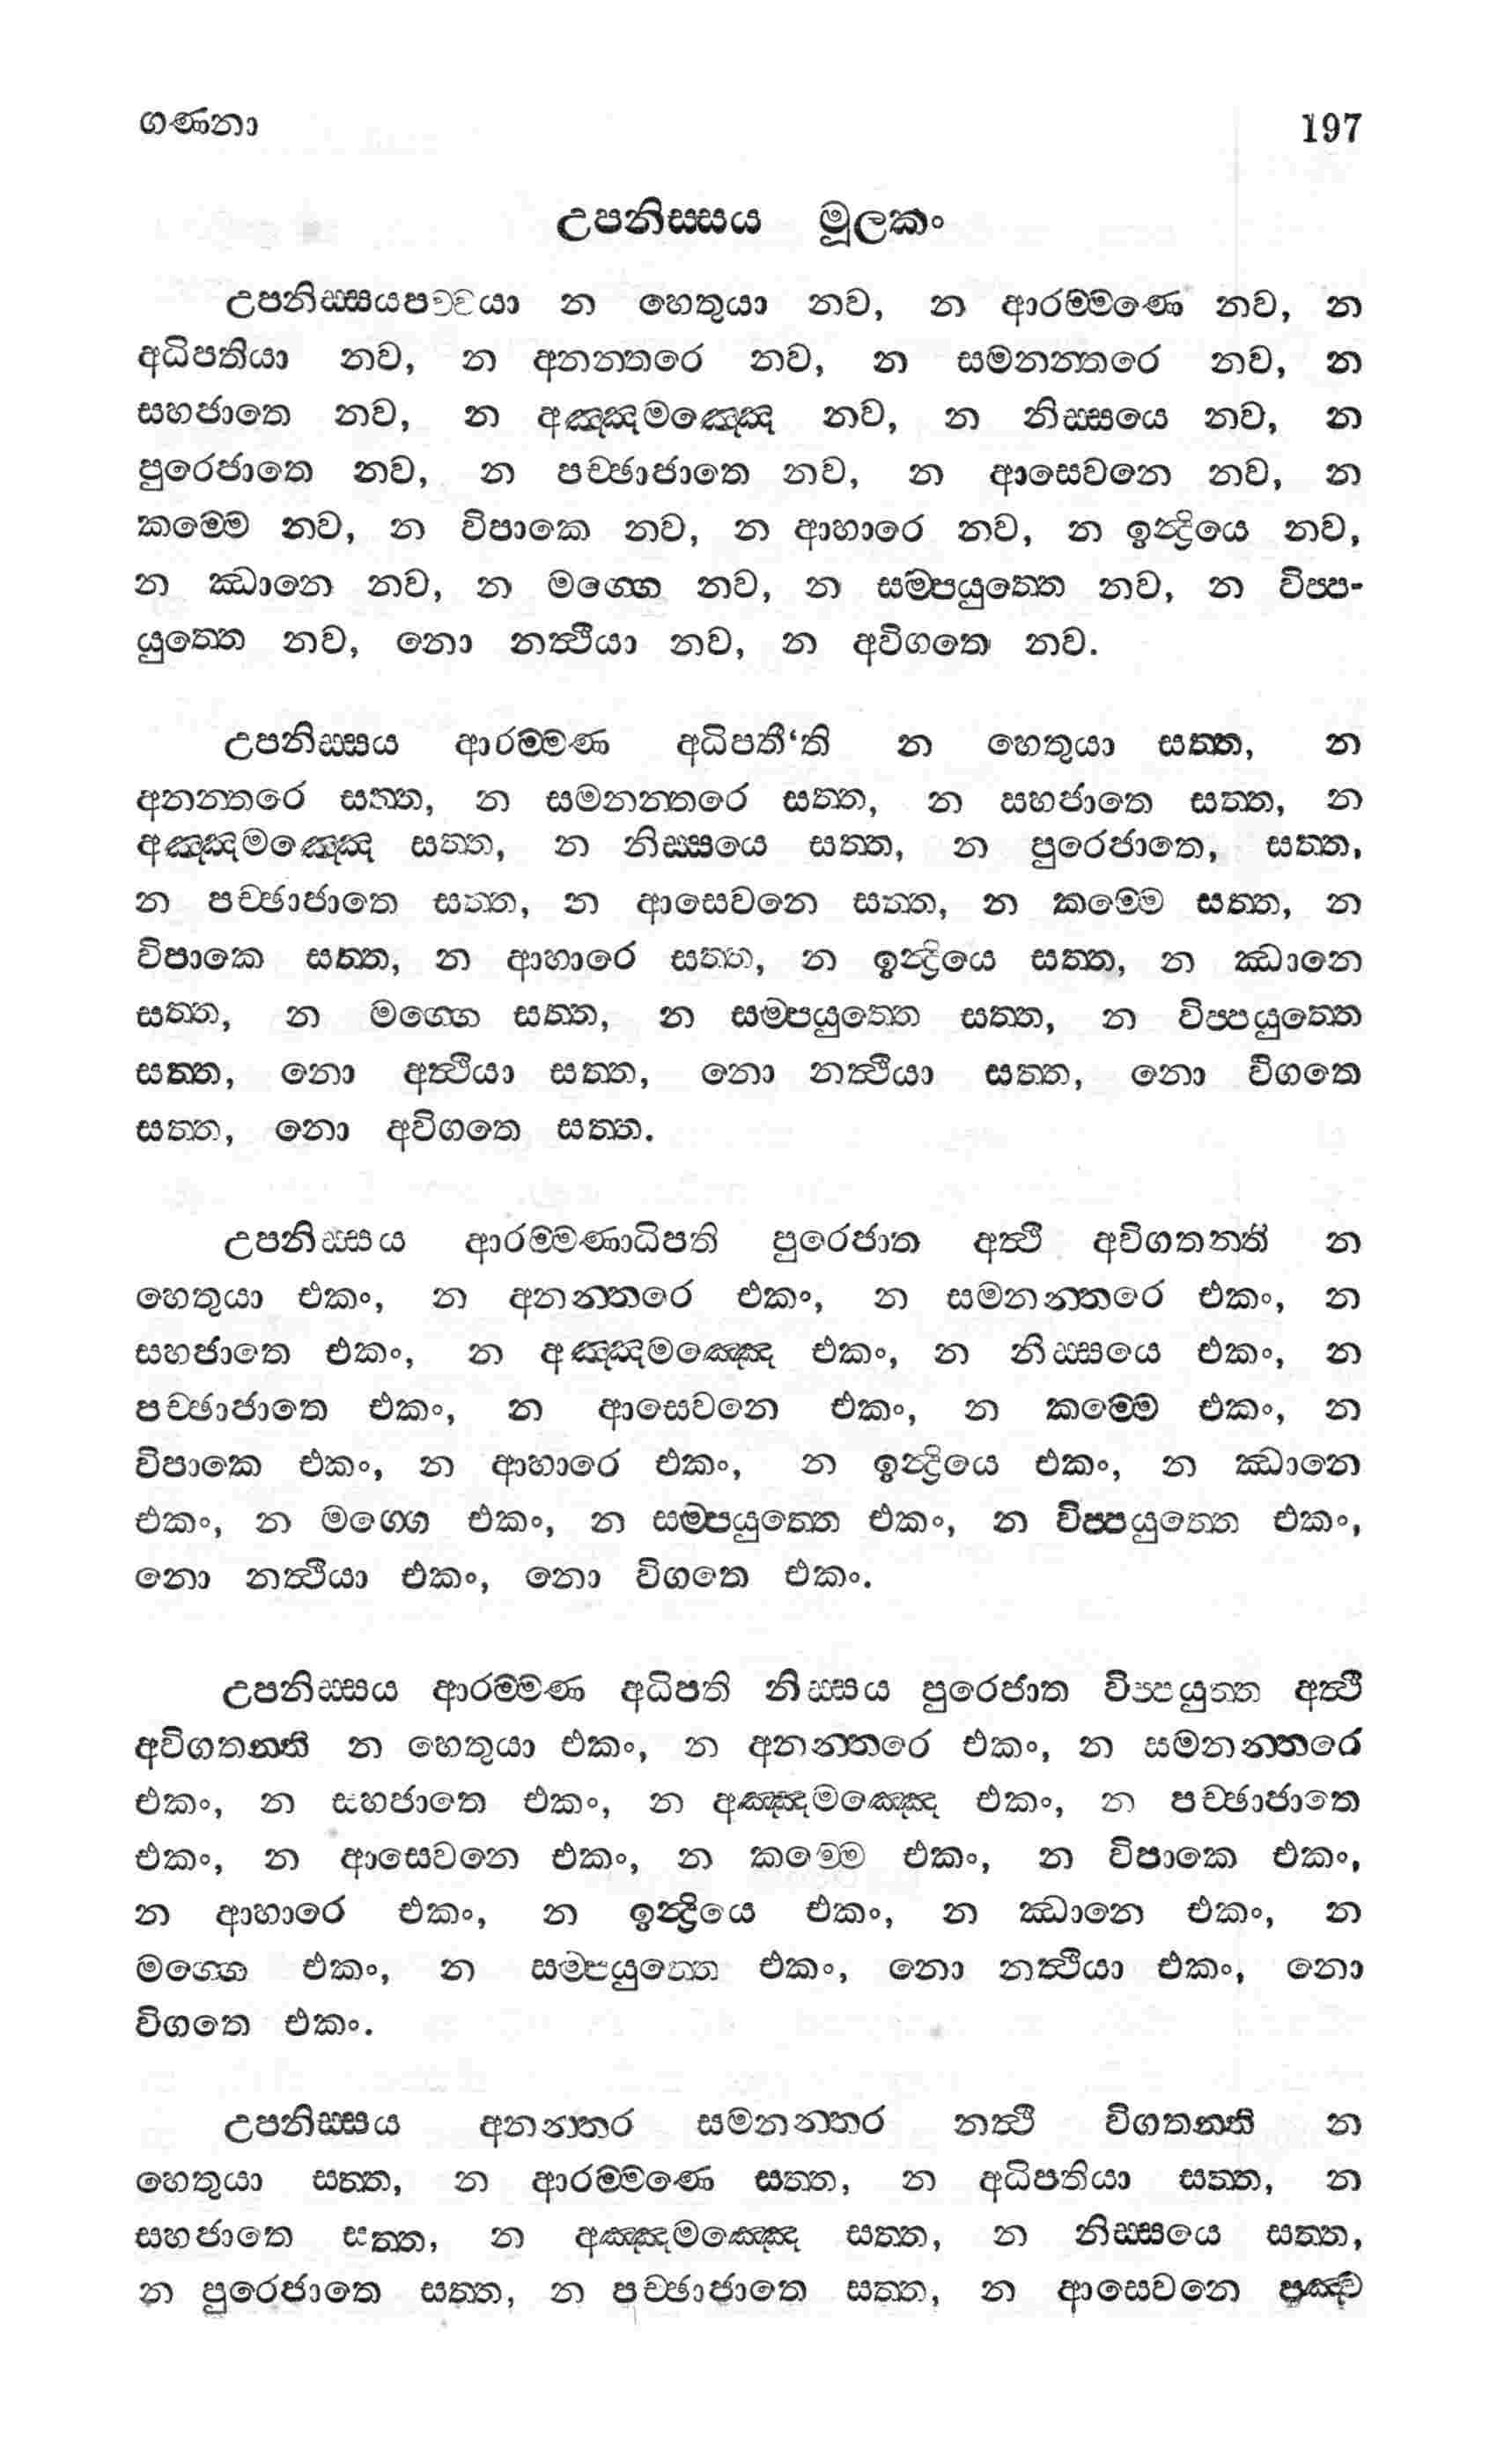 ගණනා 197
උපනිස්සය මූලකං
උපනිස්සයපච්චයා න හෙතුයා නව, න ආරම්මණෙ නව, න
අධිපතියා නව, න අනන්තරෙ නව, න සමනන්තරෙ නව, න
සහජාතෙ නව, න අඤ්ඤමඤ්ඤෙ නව, න නිස්සයෙ නව, න
පුරෙජාතෙ නව, න පච්ඡාජාතෙ නව, න ආසෙවනෙ නව, න
කම්මෙ නව, න විපාකෙ නව, න ආහාරෙ නව, න ඉන්ද්‍රියෙ නව,
න ඣානෙ නව, න මග්ගෙ නව, න සම්පයුත්තෙ නව, න විප්ප-
යුත්තෙ නව, නො නත්ථියා නව, න අවිගතෙ නව.
උපනිස්සය ආරම්මණ අධිපතී‘ති න හෙතුයා සත්ත, න
අනන්තරෙ සත්ත, න සමනන්තරෙ සත්ත, න සහජාතෙ සත්ත, න
අඤ්ඤමඤ්ඤෙ සත්ත, න නිස්සයෙ සත්ත, න පුරෙජාතෙ, සත්ත,
න පච්ඡාජාතෙ සත්ත, න ආසෙවනෙ සත්ත, න කම්මෙ සත්ත, න
විපාකෙ සත්ත, න ආහාරෙ සත්ත, න ඉන්ද්‍රියෙ සත්ත, න ඣානෙ
සත්ත, න මග්ගෙ සත්ත, න සම්පයුත්තෙ සත්ත, න විප්පයුත්තෙ
සත්ත, නො අත්ථියා සත්ත, නො නත්ථියා සත්ත, නො විගතෙ
සත්ත, නො අවිගතෙ සත්ත.
උපනිස්සය ආරම්මණාධිපති පුරෙජාත අත්ථි අවිගතන්ති න
හෙතුයා එකං, න අනන්තරෙ එකං, න සමනන්තරෙ එකං, න
සහජාතෙ එකං, න අඤ්ඤමඤ්ඤෙ එකං, න නිස්සයෙ එකං, න
පච්ඡාජාතෙ එකං, න ආසෙවනෙ එකං, න කම්මෙ එකං, න
විපාකෙ එකං, න ආහාරෙ එකං, න ඉන්ද්‍රියෙ එකං, න ඣානෙ
එකං, න මග්ගෙ එකං, න සම්පයුත්තෙ එකං, න විප්පයුත්තෙ එකං,
නො නත්ථියා එකං, නො විගතෙ එකං.
උපනිස්සය ආරම්මණ අධිපති නිස්සය පුරෙජාත විප්පයුත්ත අත්ථි
අවිගතන්ති න හෙතුයා එකං, න අනන්තරෙ එකං, න සමනන්තරෙ
එකං, න සහජාතෙ එකං, න අඤ්ඤමඤ්ඤෙ එකං, න පච්ඡාජාතෙ
එකං, න ආසෙවනෙ එකං, න කම්මෙ එකං, න විපාකෙ එකං,
න ආහාරෙ එකං, න ඉන්ද්‍රියෙ එකං, න ඣානෙ එකං, න
මග්ගෙ එකං, න සම්පයුත්තෙ එකං, නො නත්ථියා එකං, නො
විගතෙ එකං.
උපනිස්සය අනන්තර සමනන්තර නත්ථි විගතන්ති න
හෙතුයා සත්ත, න ආරම්මණෙ සත්ත, න අධිපතියා සත්ත, න
සහජාතෙ සත්ත, න අඤ්ඤමඤ්ඤෙ සත්ත, න නිස්සයෙ සත්ත,
න පුරෙජාතෙ සත්ත, න පච්ඡාජාතෙ සත්ත, න ආසෙවනෙ පඤ්ච